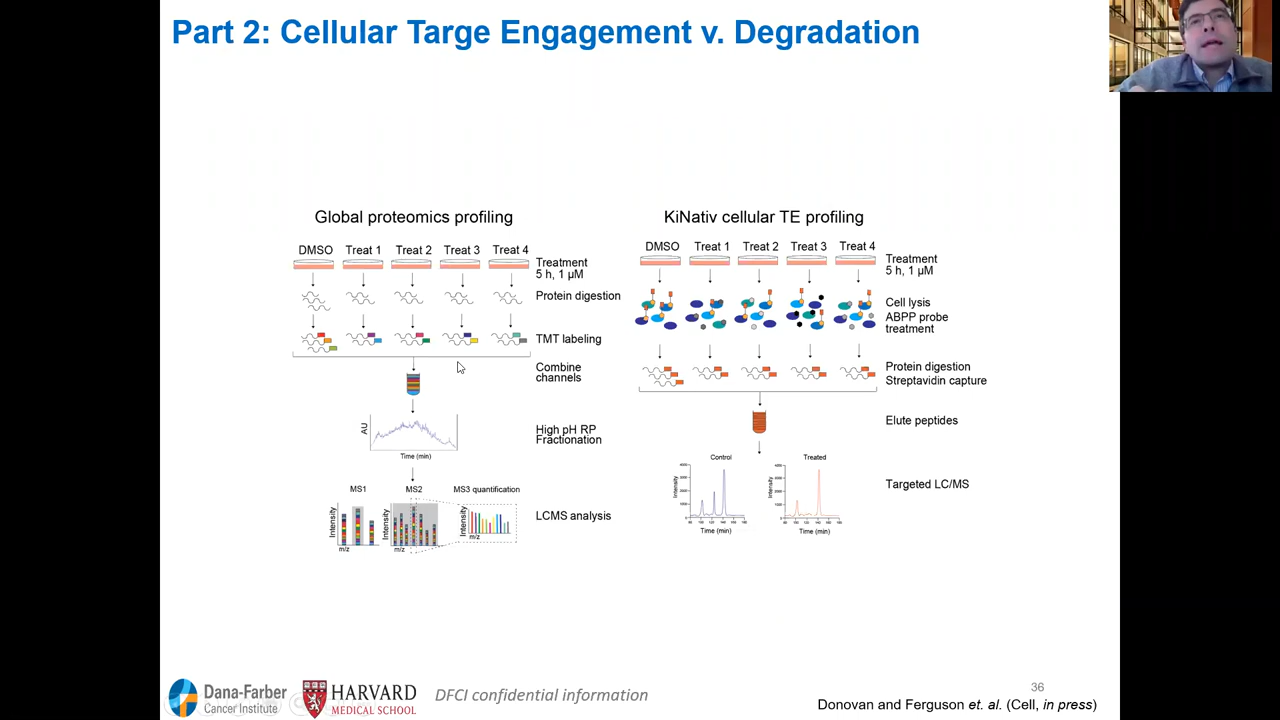 Part 2: Cellular Targe Engagement v. Degradation
Global proteomics profiling
DMSO Treat 1 Treat 2 Treat 3 Treat 4
Treatment
5 h, 1 µM
Protein digestion
TMT labeling
Combine
channels
High pH RP
Fractionation
AU
Time (min)
MS1 MS2 MS3 quantification
Intensity
m/z
Intensity
m/z
Intensity
m/z
LCMS analysis
KiNativ cellular TE profiling
DMSO Treat 1 Treat 2 Treat 3 Treat 4
Treatment
5 h, 1 µM
Cell lysis
ABPP probe
treatment
Protein digestion
Streptavidin capture
Elute peptides
Control Treated
Intensity
Time (min)
Intensity
Time (min)
Targeted LC/MS
Dana-Farber
Cancer Institute
HARVARD
MEDICAL SCHOOL
DFCI confidential information
36
Donovan and Ferguson et. al. (Cell, in press)